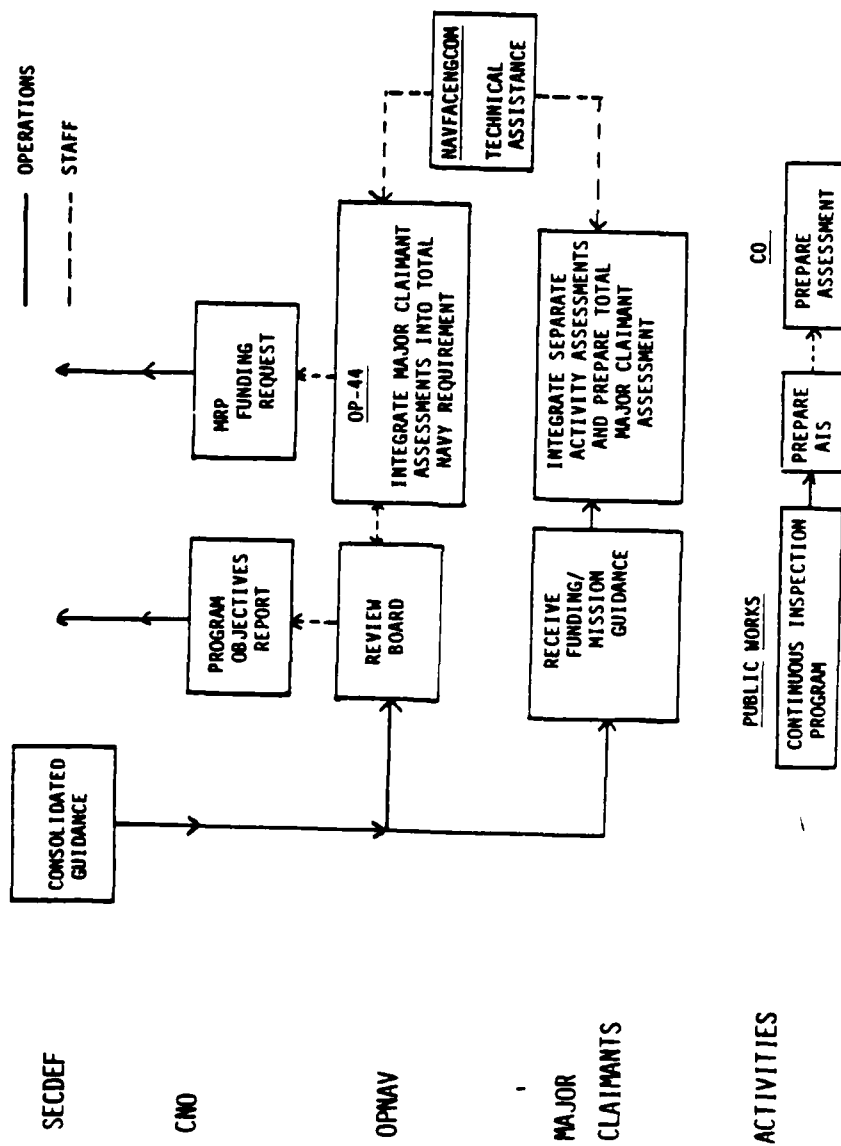 OPERATIONS
STAFF
SECDEF
CONSOLIDATED
GUIDANCE
CNO
PROGRAM
OBJECTIVES
REPORT
MRP
FUNDING
REQUEST
OPNAV
REVIEW
BOARD
OP-44
INTEGRATE MAJOR CLAIMANT
ASSESSMENTS INTO TOTAL
NAVY REQUIREMENT
NAVFACENGCOM
TECHNICAL
ASSISTANCE
MAJOR
CLAIMANTS
RECEIVE
FUNDING/
MISSION
GUIDANCE
INTEGRATE SEPARATE
ACTIVITY ASSESSMENTS
AND PREPARE TOTAL
MAJOR CLAIMANT
ASSESSMENT
ACTIVITIES
PUBLIC WORKS
CONTINUOUS INSPECTION
PROGRAM
PREPARE
AIS
CO
PREPARE
ASSESSMENT